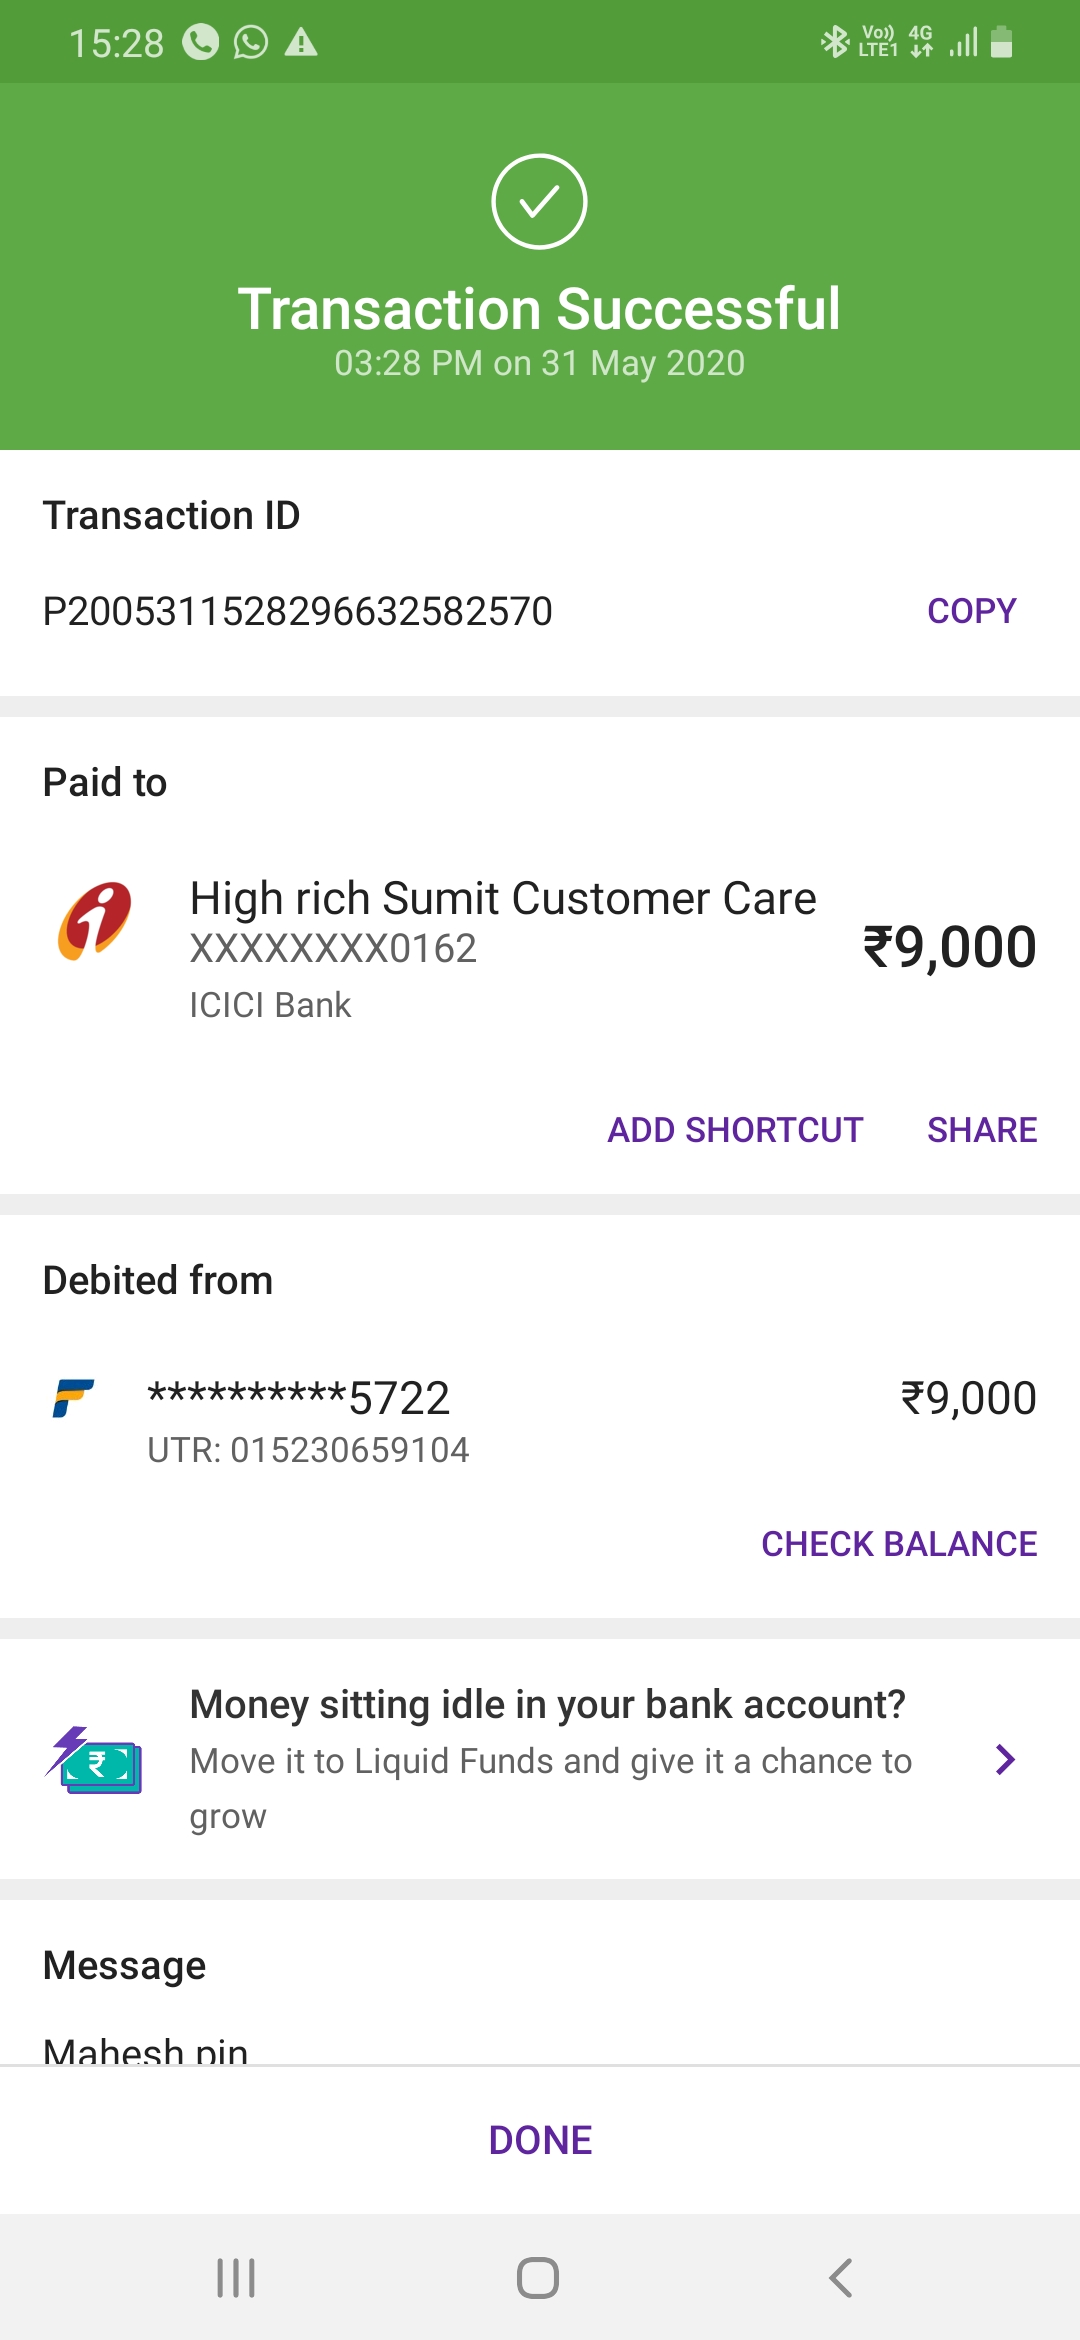 15:28
Vo)) 4G
LTE1
Transaction Successful
03:28 PM on 31 May 2020
Transaction ID
P2005311528296632582570 COPY
Paid to
High rich Sumit Customer Care
XXXXXXXX0162
₹9,000
ICICI Bank
ADD SHORTCUT SHARE
Debited from
**********5722 ₹9,000
UTR: 015230659104
CHECK BALANCE
Money sitting idle in your bank account?
Move it to Liquid Funds and give it a chance to
grow
Message
Mahesh pin
DONE